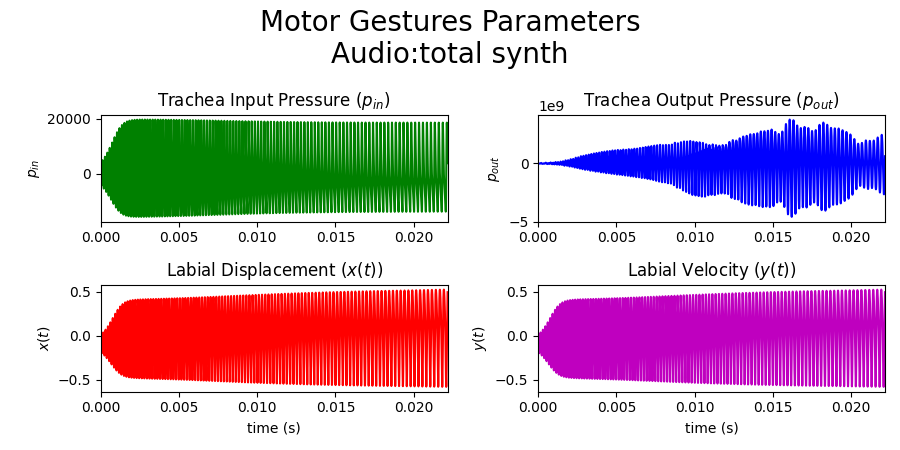 Motor Gestures Parameters
Audio:total synth
Trachea Input Pressure (p_in)
20000
0
p_in
0.000 0.005 0.010 0.015 0.020
Trachea Output Pressure (p_out)
1e9
0
−5
p_out
0.000 0.005 0.010 0.015 0.020
Labial Displacement (x(t))
0.5
0.0
−0.5
x(t)
0.000 0.005 0.010 0.015 0.020
time (s)
Labial Velocity (y(t))
0.5
0.0
−0.5
y(t)
0.000 0.005 0.010 0.015 0.020
time (s)